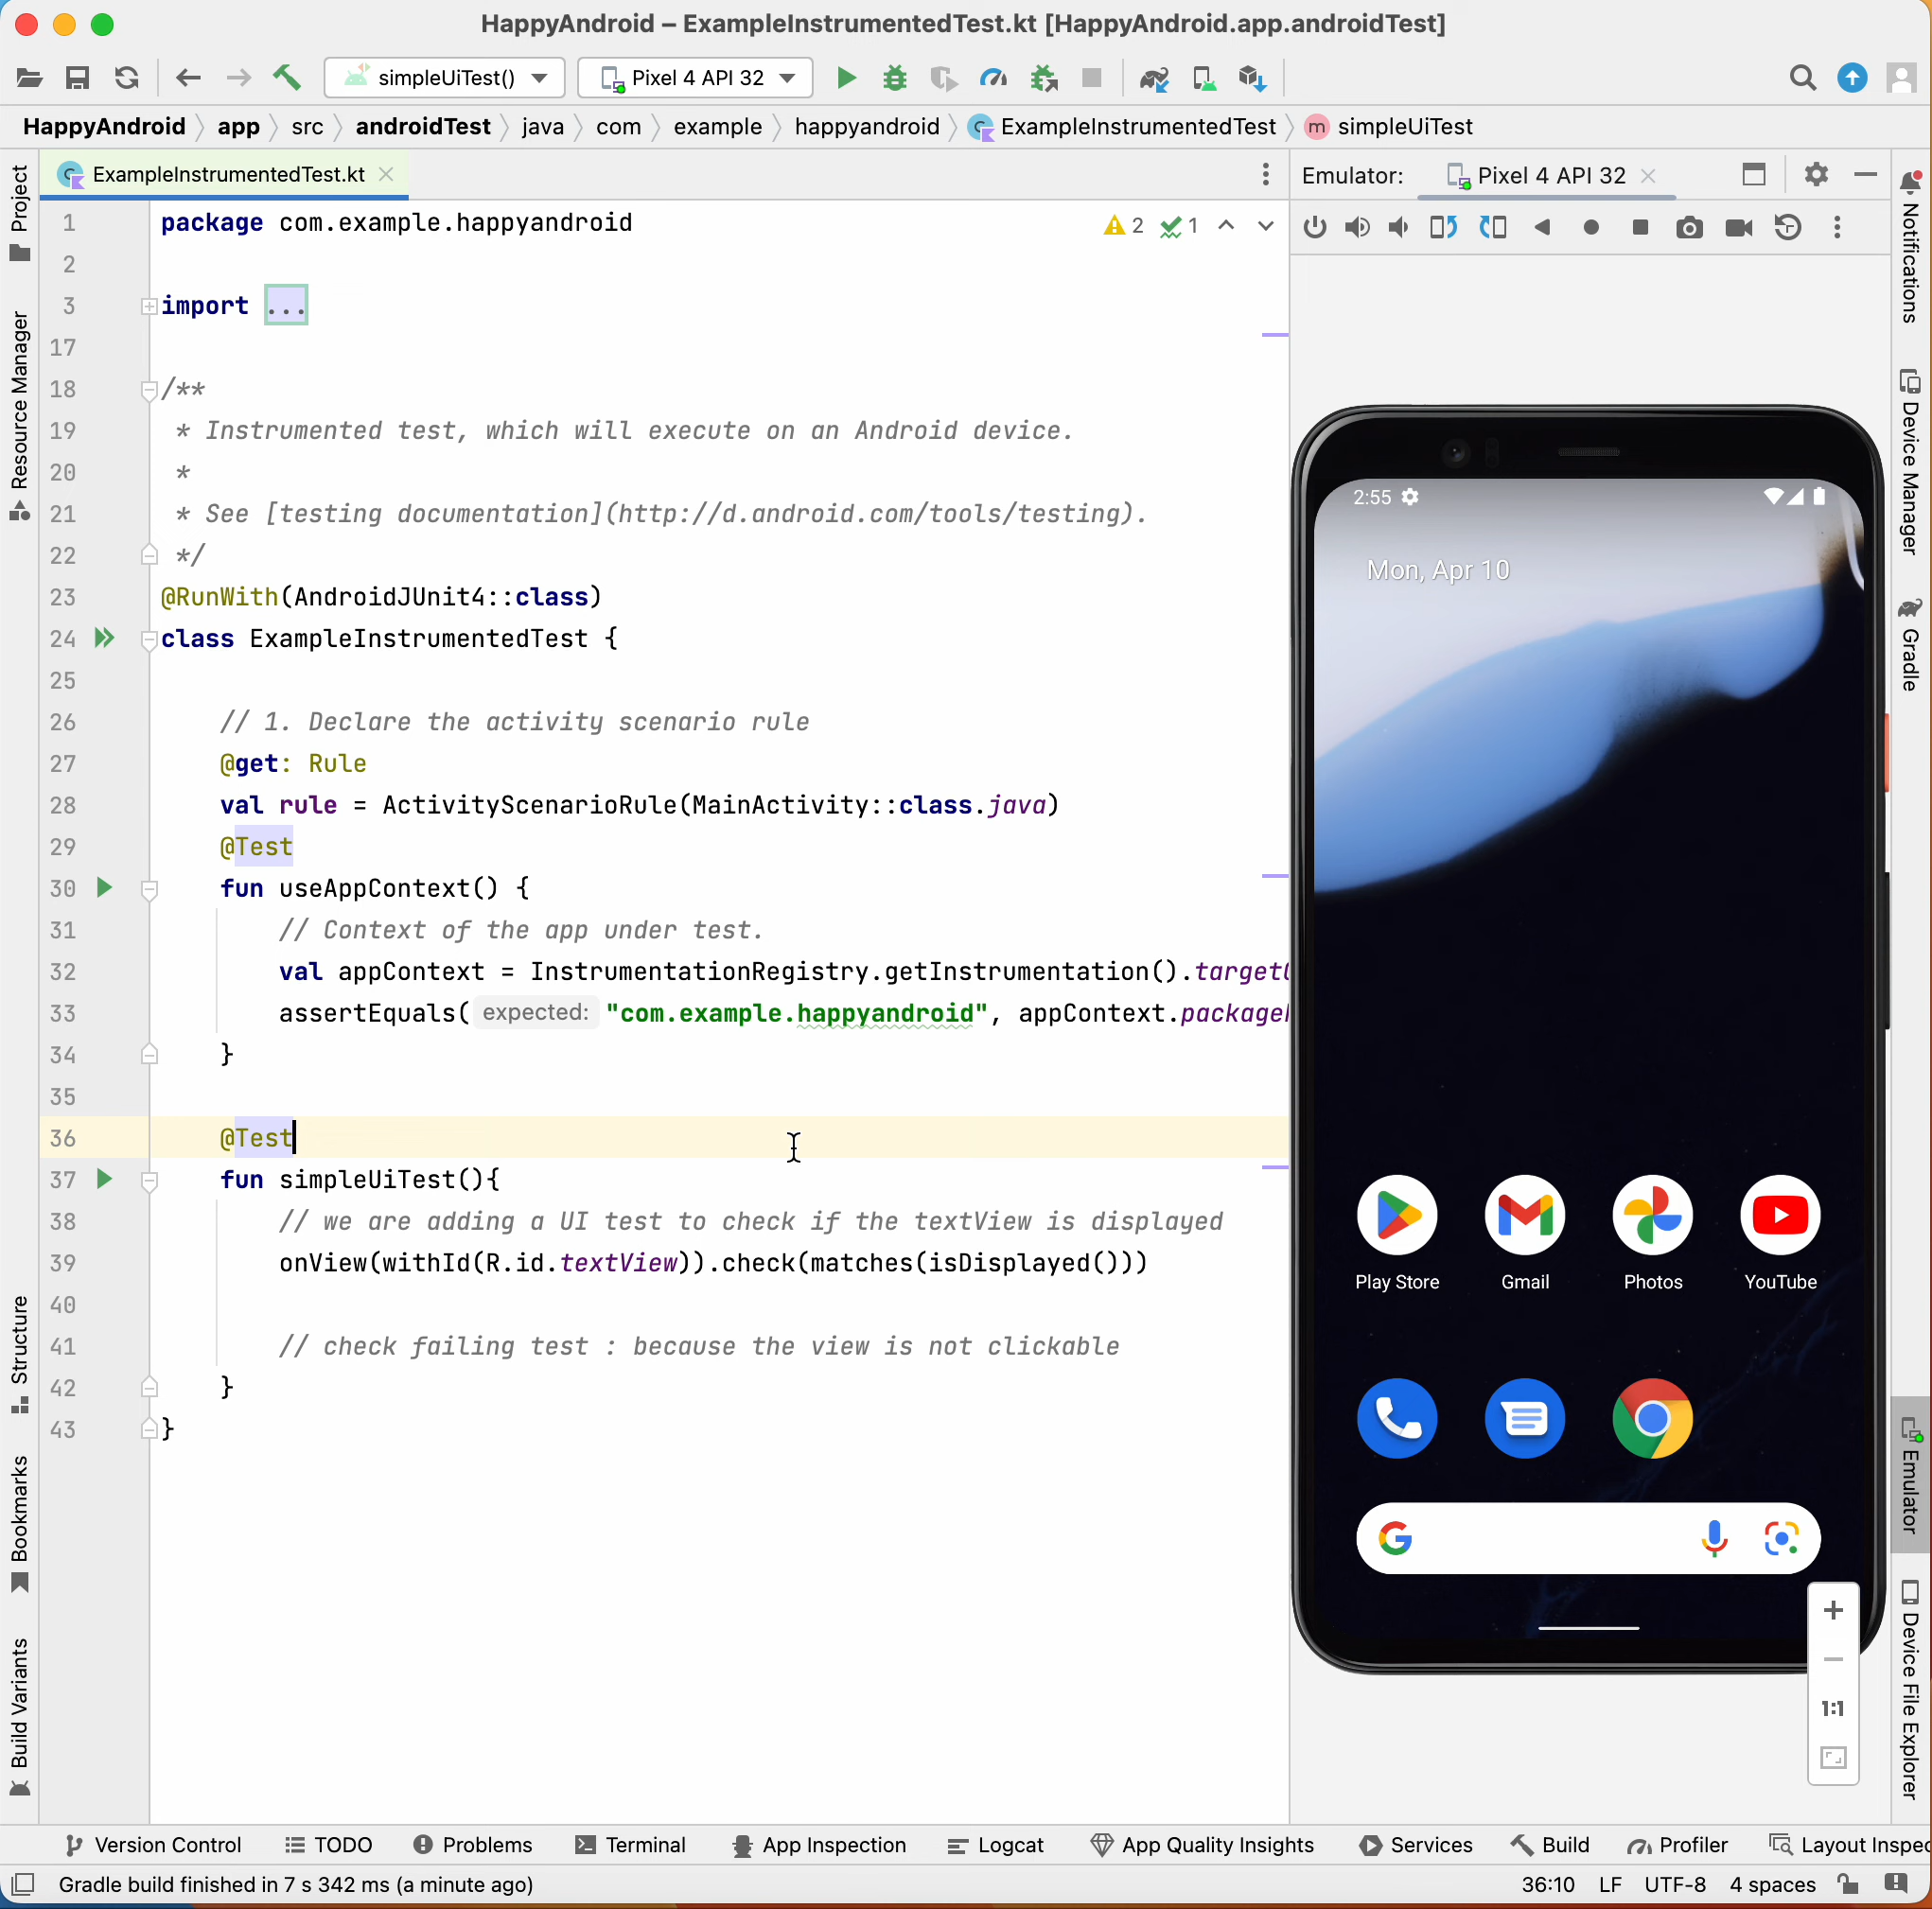 HappyAndroid – ExampleInstrumentedTest.kt [HappyAndroid.app.androidTest]
simpleUiTest()
Pixel 4 API 32
HappyAndroid
app
src
androidTest
java
com
example
happyandroid
ExampleInstrumentedTest
m simpleUiTest
ExampleInstrumentedTest.kt
Emulator:
Pixel 4 API 32
1 package com.example.happyandroid
2 1
2
3 import ...
17
18 /**
19 * Instrumented test, which will execute on an Android device.
20 *
21 * See [testing documentation](http://d.android.com/tools/testing).
22 */
23 @RunWith(AndroidJUnit4::class)
24 class ExampleInstrumentedTest {
25
26 // 1. Declare the activity scenario rule
27 @get: Rule
28 val rule = ActivityScenarioRule(MainActivity::class.java)
29 @Test
30 fun useAppContext() {
31 // Context of the app under test.
32 val appContext = InstrumentationRegistry.getInstrumentation().target
33 assertEquals( expected: "com.example.happyandroid", appContext.package
34 }
35
36 @Test
37 fun simpleUiTest(){
38 // we are adding a UI test to check if the textView is displayed
39 onView(withId(R.id.textView)).check(matches(isDisplayed()))
40
41 // check failing test : because the view is not clickable
42 }
43 }
Project
Resource Manager
Structure
Bookmarks
Build Variants
2:55
Mon, Apr 10
Play Store
Gmail
Photos
YouTube
1:1
Notifications
Device Manager
Gradle
Emulator
Device File Explorer
Version Control
TODO
Problems
Terminal
App Inspection
Logcat
App Quality Insights
Services
Build
Profiler
Layout Inspec
Gradle build finished in 7 s 342 ms (a minute ago)
36:10
LF
UTF-8
4 spaces